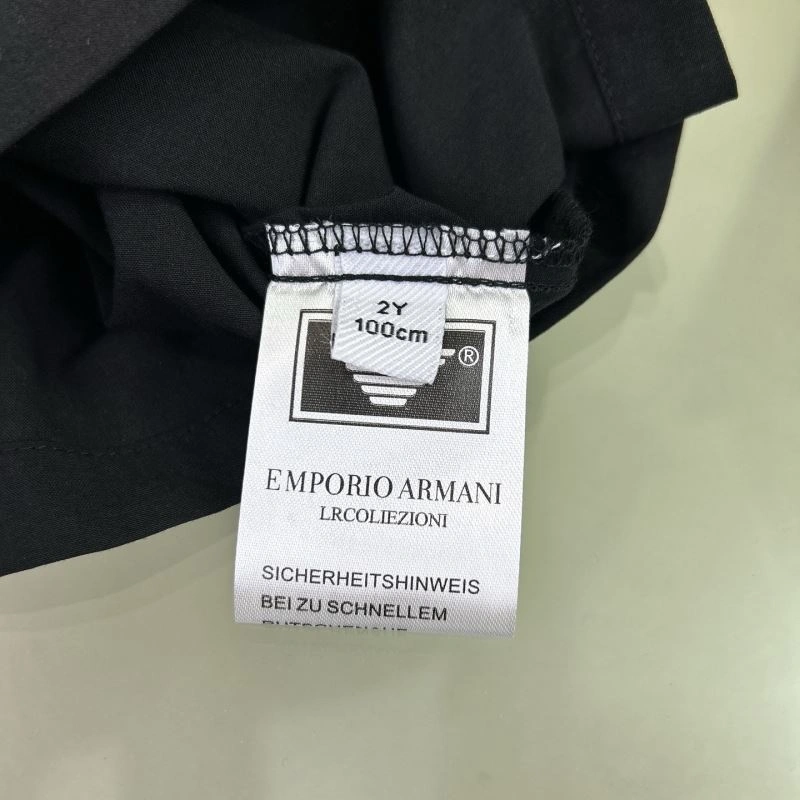 2Y
100cm
®
EMPORIO ARMANI
LRCOLIEZIONI
SICHERHEITSHINWEIS
BEI ZU SCHNELLEM